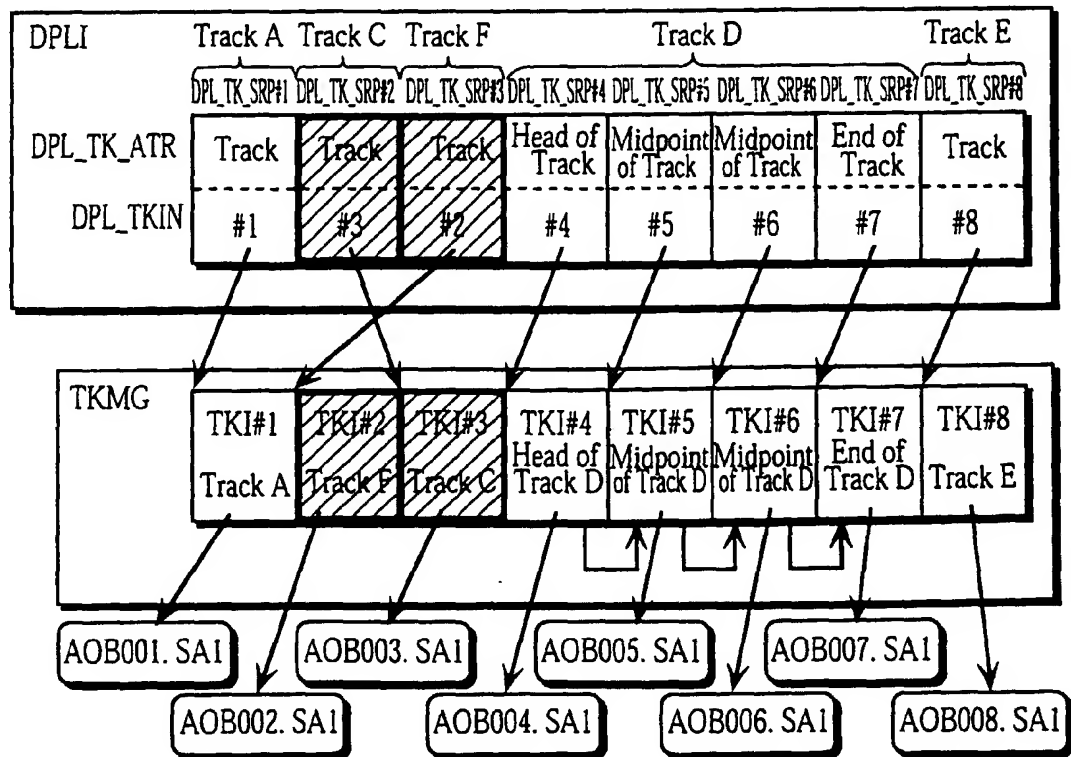 DPLI Track A Track C Track F Track D Track E
DPL_TK_SRP#1 DPL_TK_SRP#2 DPL_TK_SRP#3 DPL_TK_SRP#4 DPL_TK_SRP#5 DPL_TK_SRP#6 DPL_TK_SRP#7 DPL_TK_SRP#8
DPL_TK_ATR Track Track Track Head of Track Midpoint of Track Midpoint of Track End of Track Track
DPL_TKIN #1 #3 #2 #4 #5 #6 #7 #8
TKMG
TKI#1 TKI#2 TKI#3 TKI#4 TKI#5 TKI#6 TKI#7 TKI#8
Track A Track F Track C Head of Track D Midpoint of Track D Midpoint of Track D End of Track D Track E
AOB001. SA1 AOB003. SA1 AOB005. SA1 AOB007. SA1
AOB002. SA1 AOB004. SA1 AOB006. SA1 AOB008. SA1